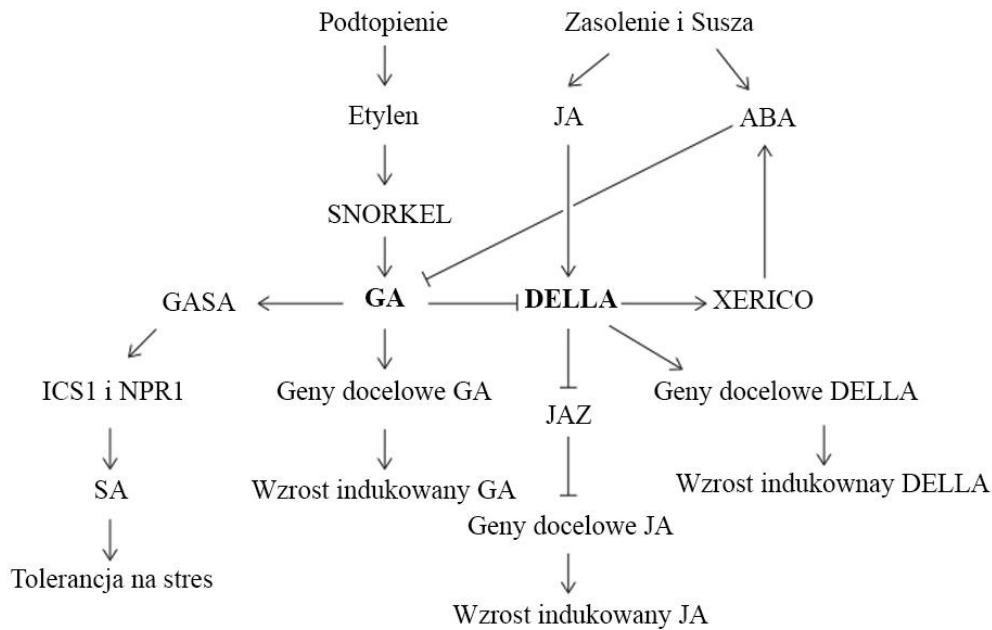 Podtopienie
Zasolenie i Susza
Etylen
JA
ABA
SNORKEL
GASA
GA
DELLA
XERICO
ICS1 i NPR1
Geny docelowe GA
JAZ
Geny docelowe DELLA
SA
Wzrost indukowany GA
Wzrost indukownay DELLA
Geny docelowe JA
Tolerancja na stres
Wzrost indukowany JA